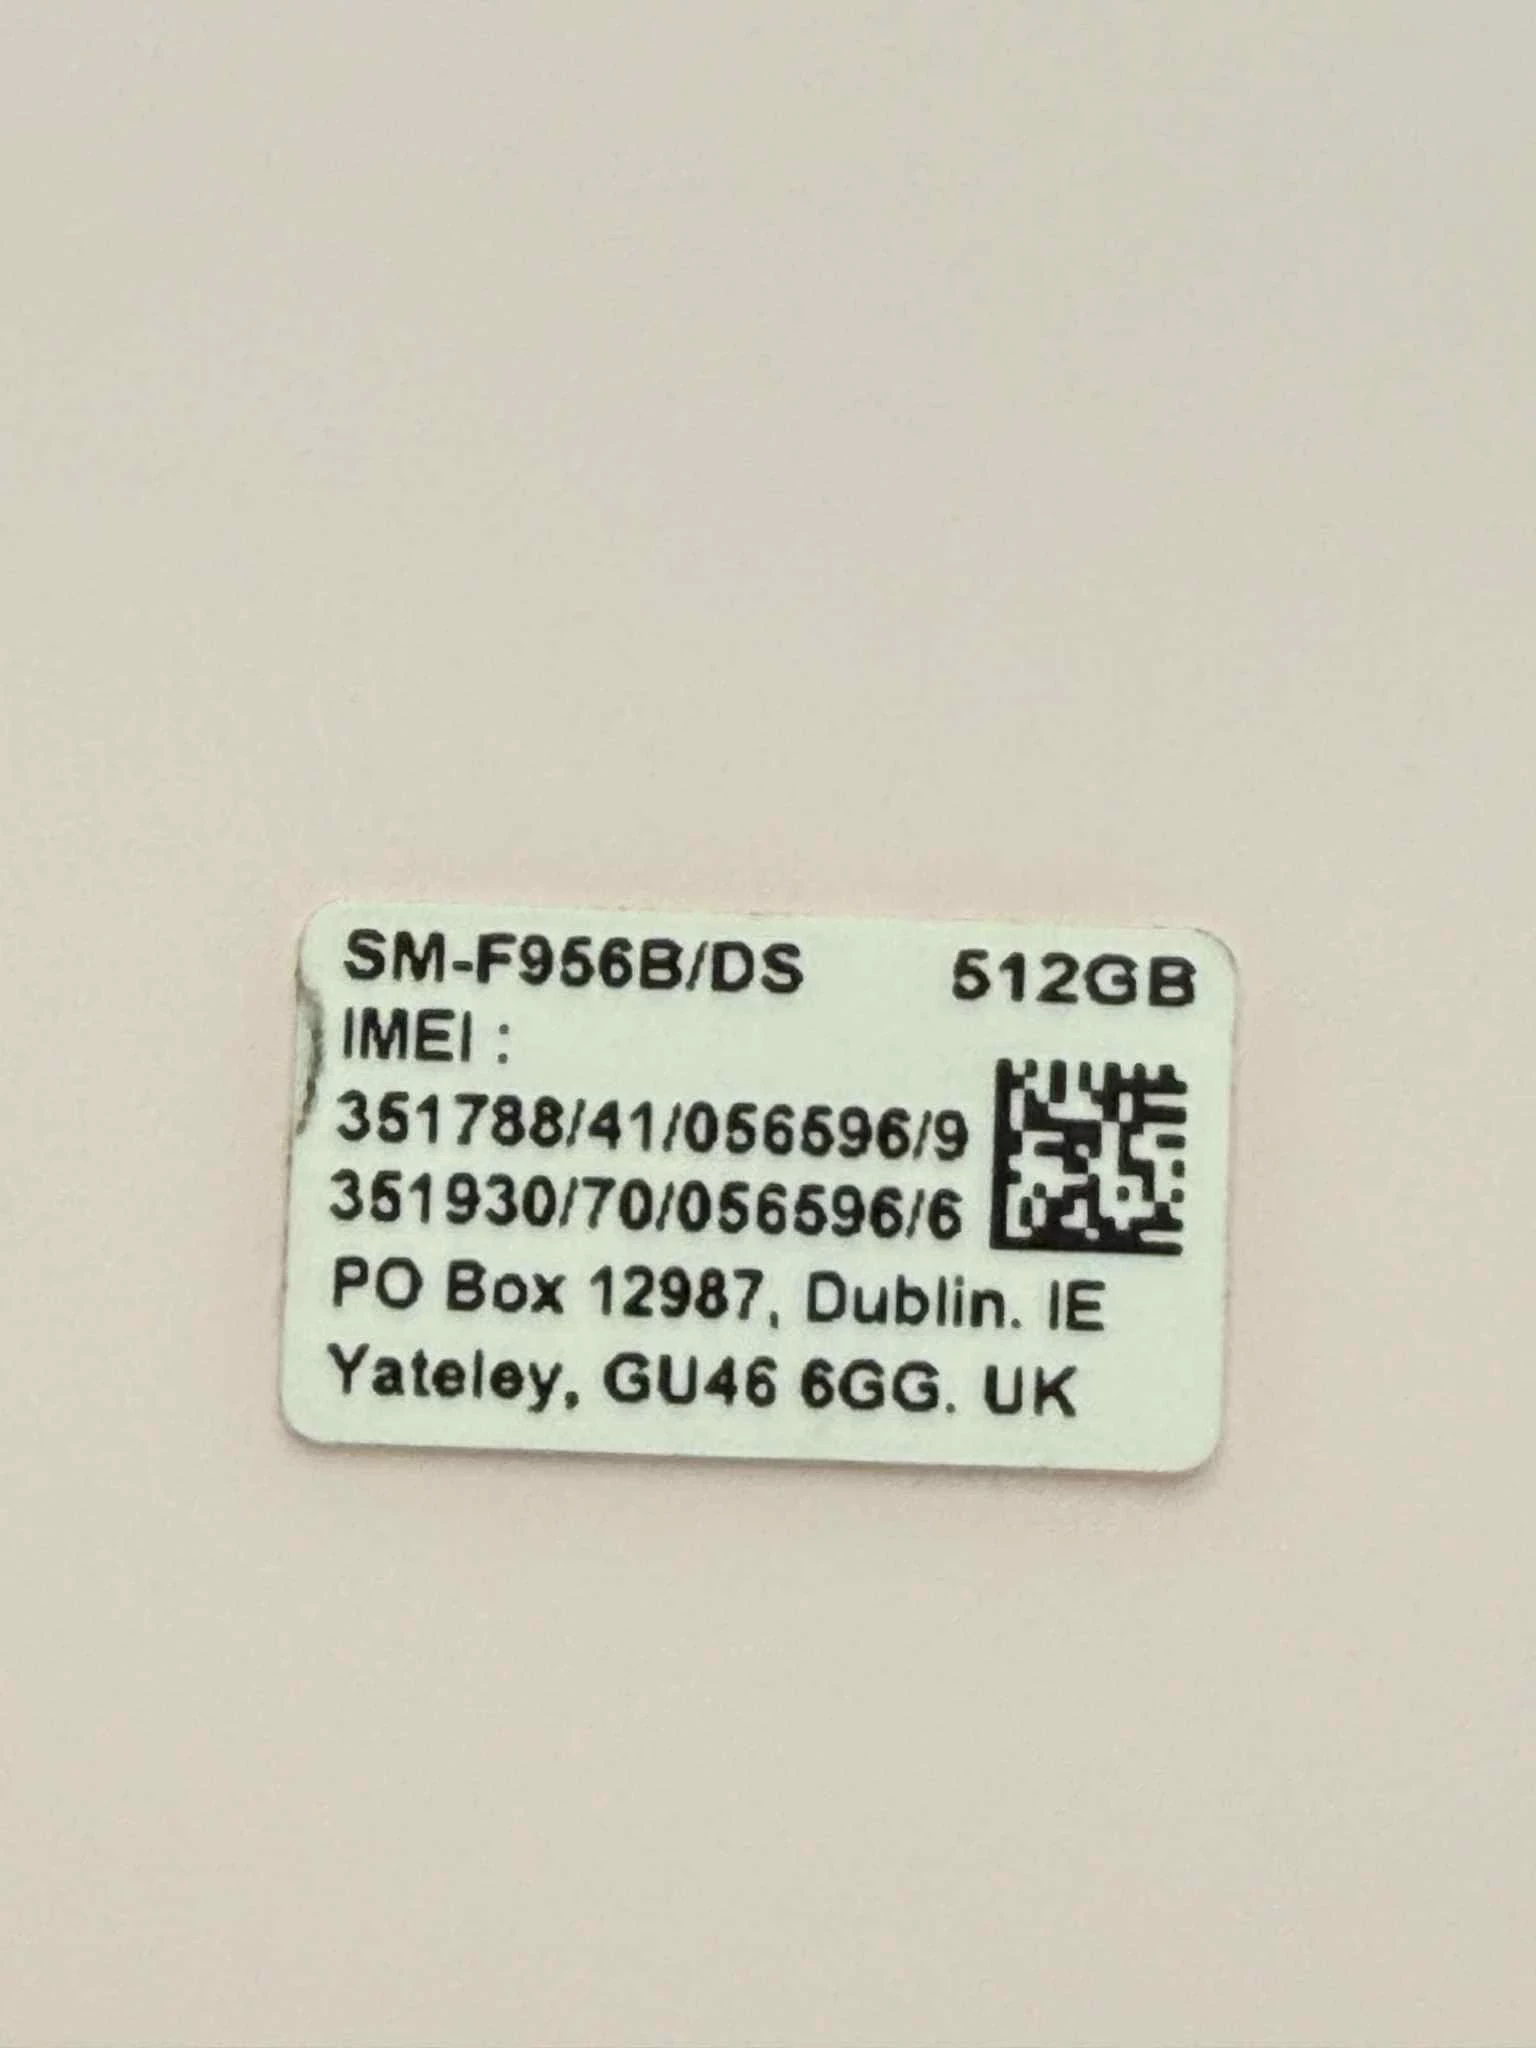 SM-F956B/DS 512GB
IMEI :
351788/41/056596/9
351930/70/056596/6
PO Box 12987, Dublin. IE
Yateley, GU46 6GG. UK